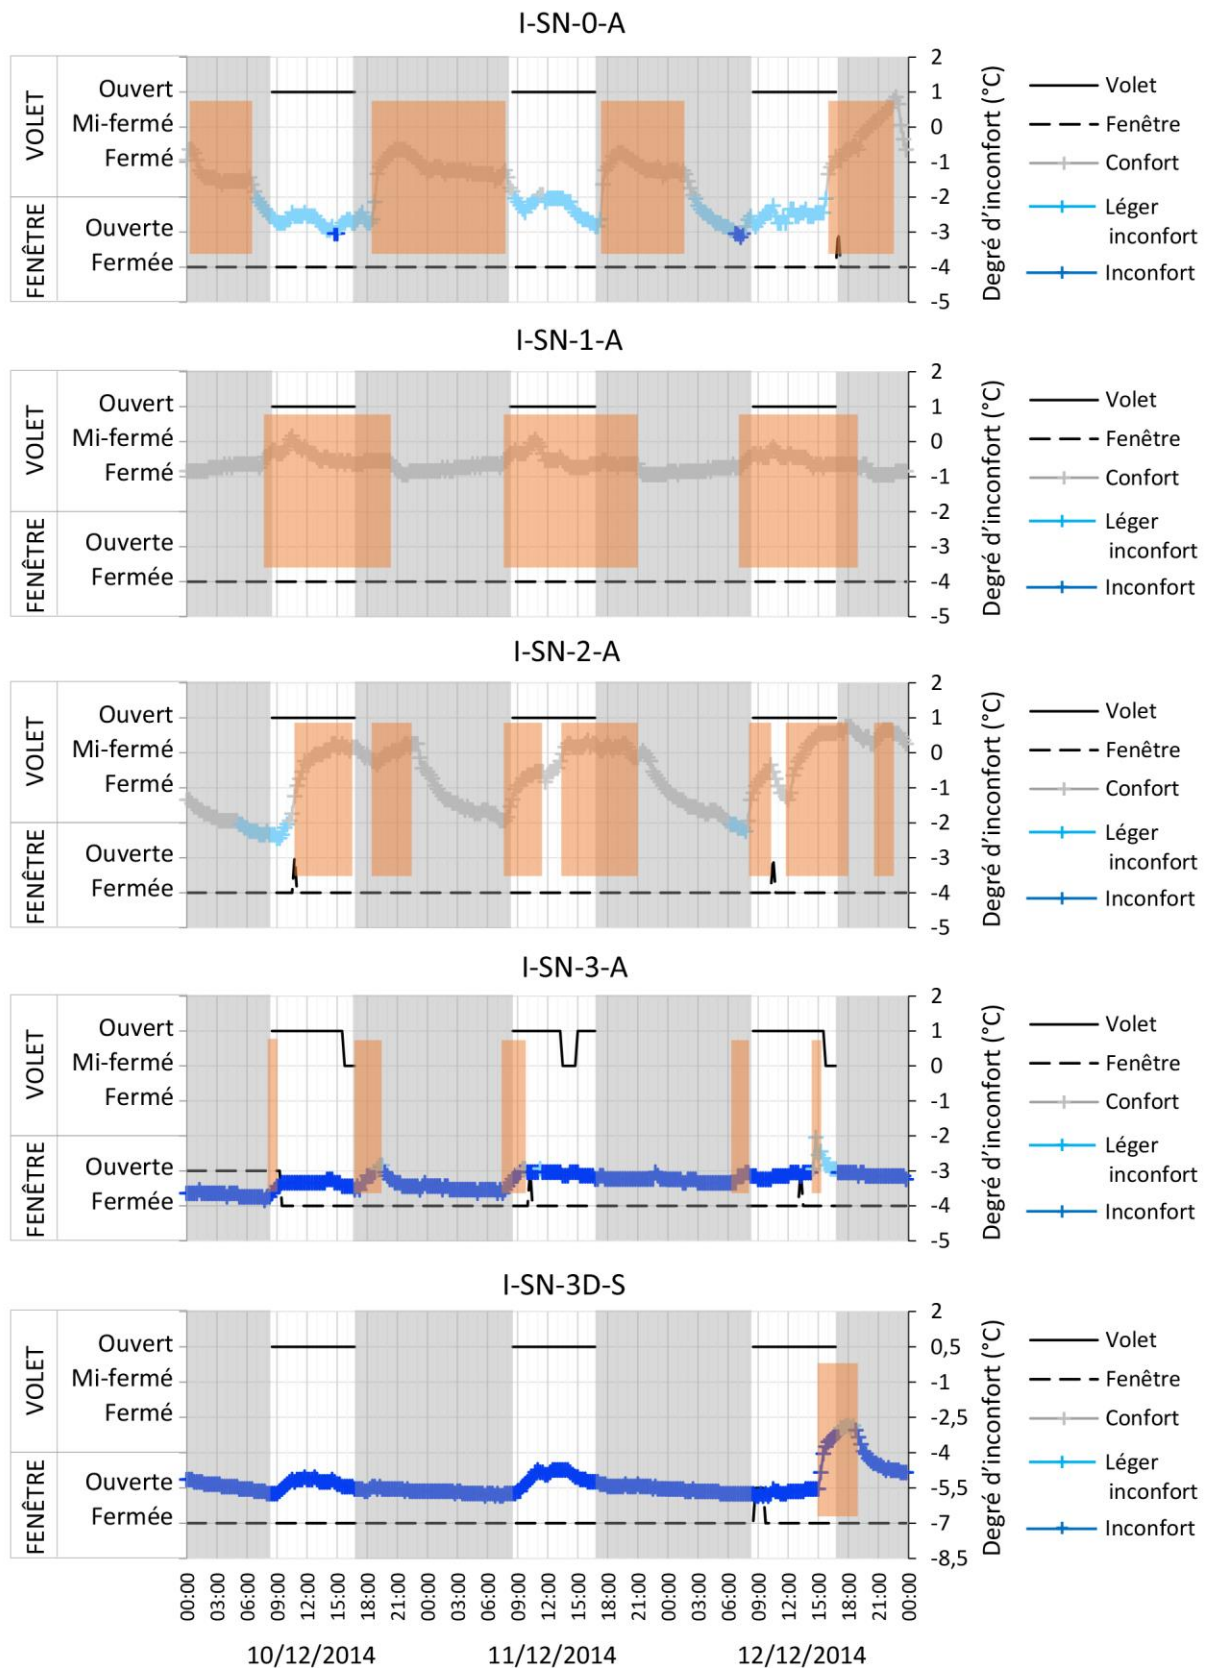 I-SN-0-A
VOLET
Ouvert
Mi-fermé
Fermé
FENÊTRE
Ouverte
Fermée
2
1
0
-1
-2
-3
-4
-5
Degré d'inconfort (°C)
Volet
Fenêtre
Confort
Léger
inconfort
Inconfort
I-SN-1-A
VOLET
Ouvert
Mi-fermé
Fermé
FENÊTRE
Ouverte
Fermée
2
1
0
-1
-2
-3
-4
-5
Degré d'inconfort (°C)
Volet
Fenêtre
Confort
Léger
inconfort
Inconfort
I-SN-2-A
VOLET
Ouvert
Mi-fermé
Fermé
FENÊTRE
Ouverte
Fermée
2
1
0
-1
-2
-3
-4
-5
Degré d'inconfort (°C)
Volet
Fenêtre
Confort
Léger
inconfort
Inconfort
I-SN-3-A
VOLET
Ouvert
Mi-fermé
Fermé
FENÊTRE
Ouverte
Fermée
2
1
0
-1
-2
-3
-4
-5
Degré d'inconfort (°C)
Volet
Fenêtre
Confort
Léger
inconfort
Inconfort
I-SN-3D-S
VOLET
Ouvert
Mi-fermé
Fermé
FENÊTRE
Ouverte
Fermée
2
0,5
-1
-2,5
-4
-5,5
-7
-8,5
Degré d'inconfort (°C)
Volet
Fenêtre
Confort
Léger
inconfort
Inconfort
00:00 03:00 06:00 09:00 12:00 15:00 18:00 21:00 00:00 03:00 06:00 09:00 12:00 15:00 18:00 21:00 00:00 03:00 06:00 09:00 12:00 15:00 18:00 21:00 00:00
10/12/2014 11/12/2014 12/12/2014